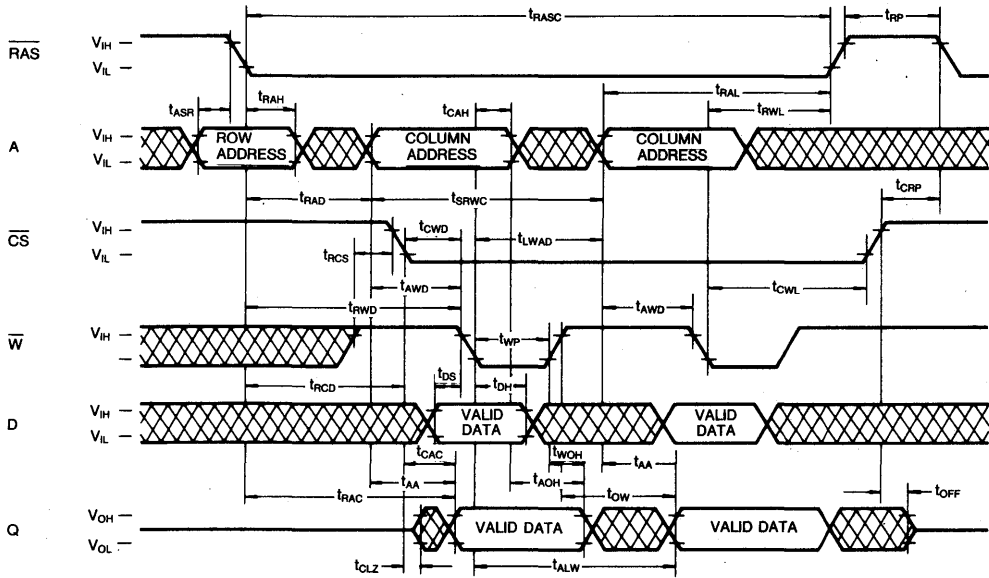 tRASC tRP
RAS VIH
VIL
tRAL
tASR tRAH tCAH tRWL
A VIH ROW ADDRESS COLUMN ADDRESS COLUMN ADDRESS
VIL
tCRP
tRAD tSRWC
CS VIH tCWD
VIL tRCS tLWAD
tAWD tCWL
tRWD tAWD
W VIH
tWP
tRCD tDS tDH
D VIH VALID DATA VALID DATA
VIL
tCAC tWOH
tAA tAOH tAA
tRAC tOW tOFF
Q VOH VALID DATA VALID DATA
VOL
tCLZ tALW